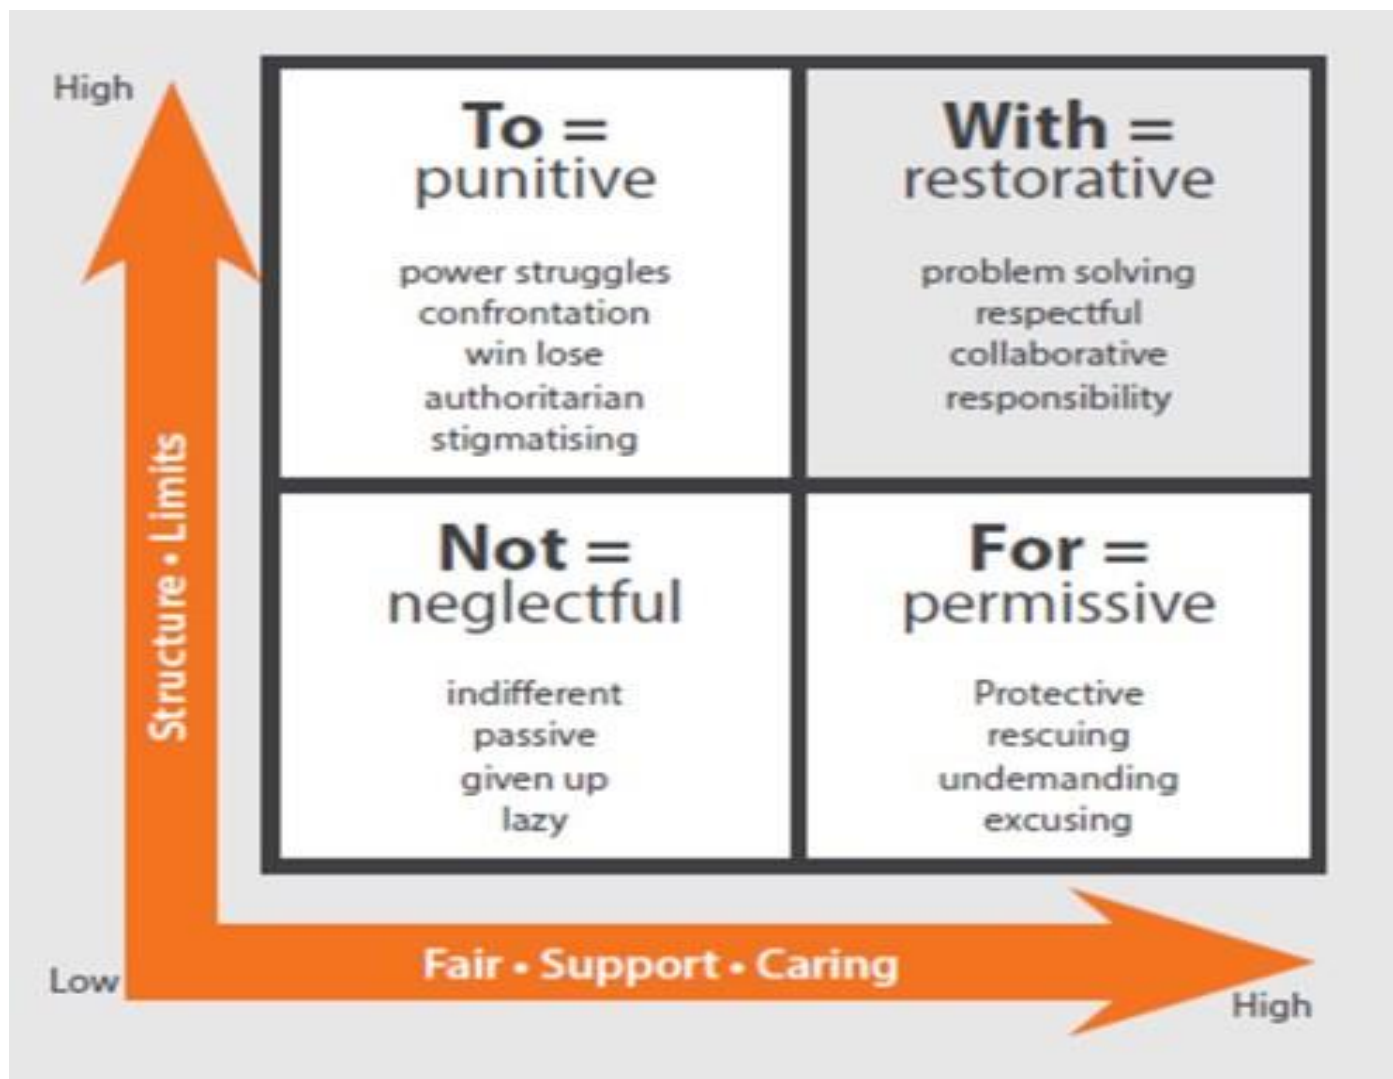 High
To =
punitive
power struggles
confrontation
win lose
authoritarian
stigmatising
With =
restorative
problem solving
respectful
collaborative
responsibility
Structure • Limits
Not =
neglectful
indifferent
passive
given up
lazy
For =
permissive
Protective
rescuing
undemanding
excusing
Fair • Support • Caring
Low
High